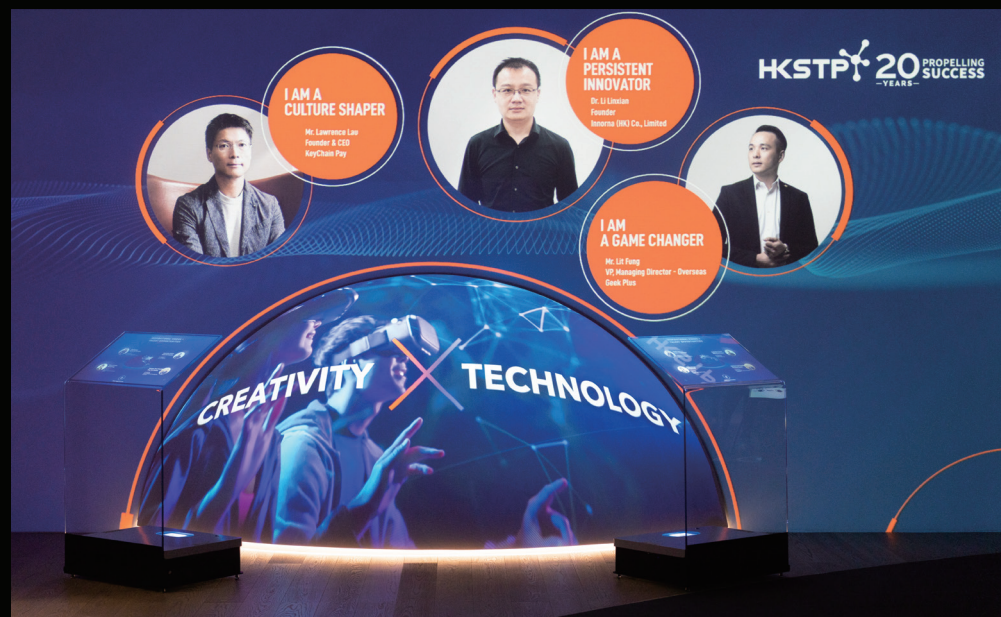 I AM A
CULTURE SHAPER
Mr. Lawrence Lau
Founder & CEO
KeyChain Pay
I AM A
PERSISTENT
INNOVATOR
Dr. Li Linxian
Founder
Innorna (HK) Co., Limited
HKSTP 20 PROPELLING
YEARS SUCCESS
I AM
A GAME CHANGER
Mr. Lit Fung
VP, Managing Director - Overseas
Geek Plus
CREATIVITY X TECHNOLOGY